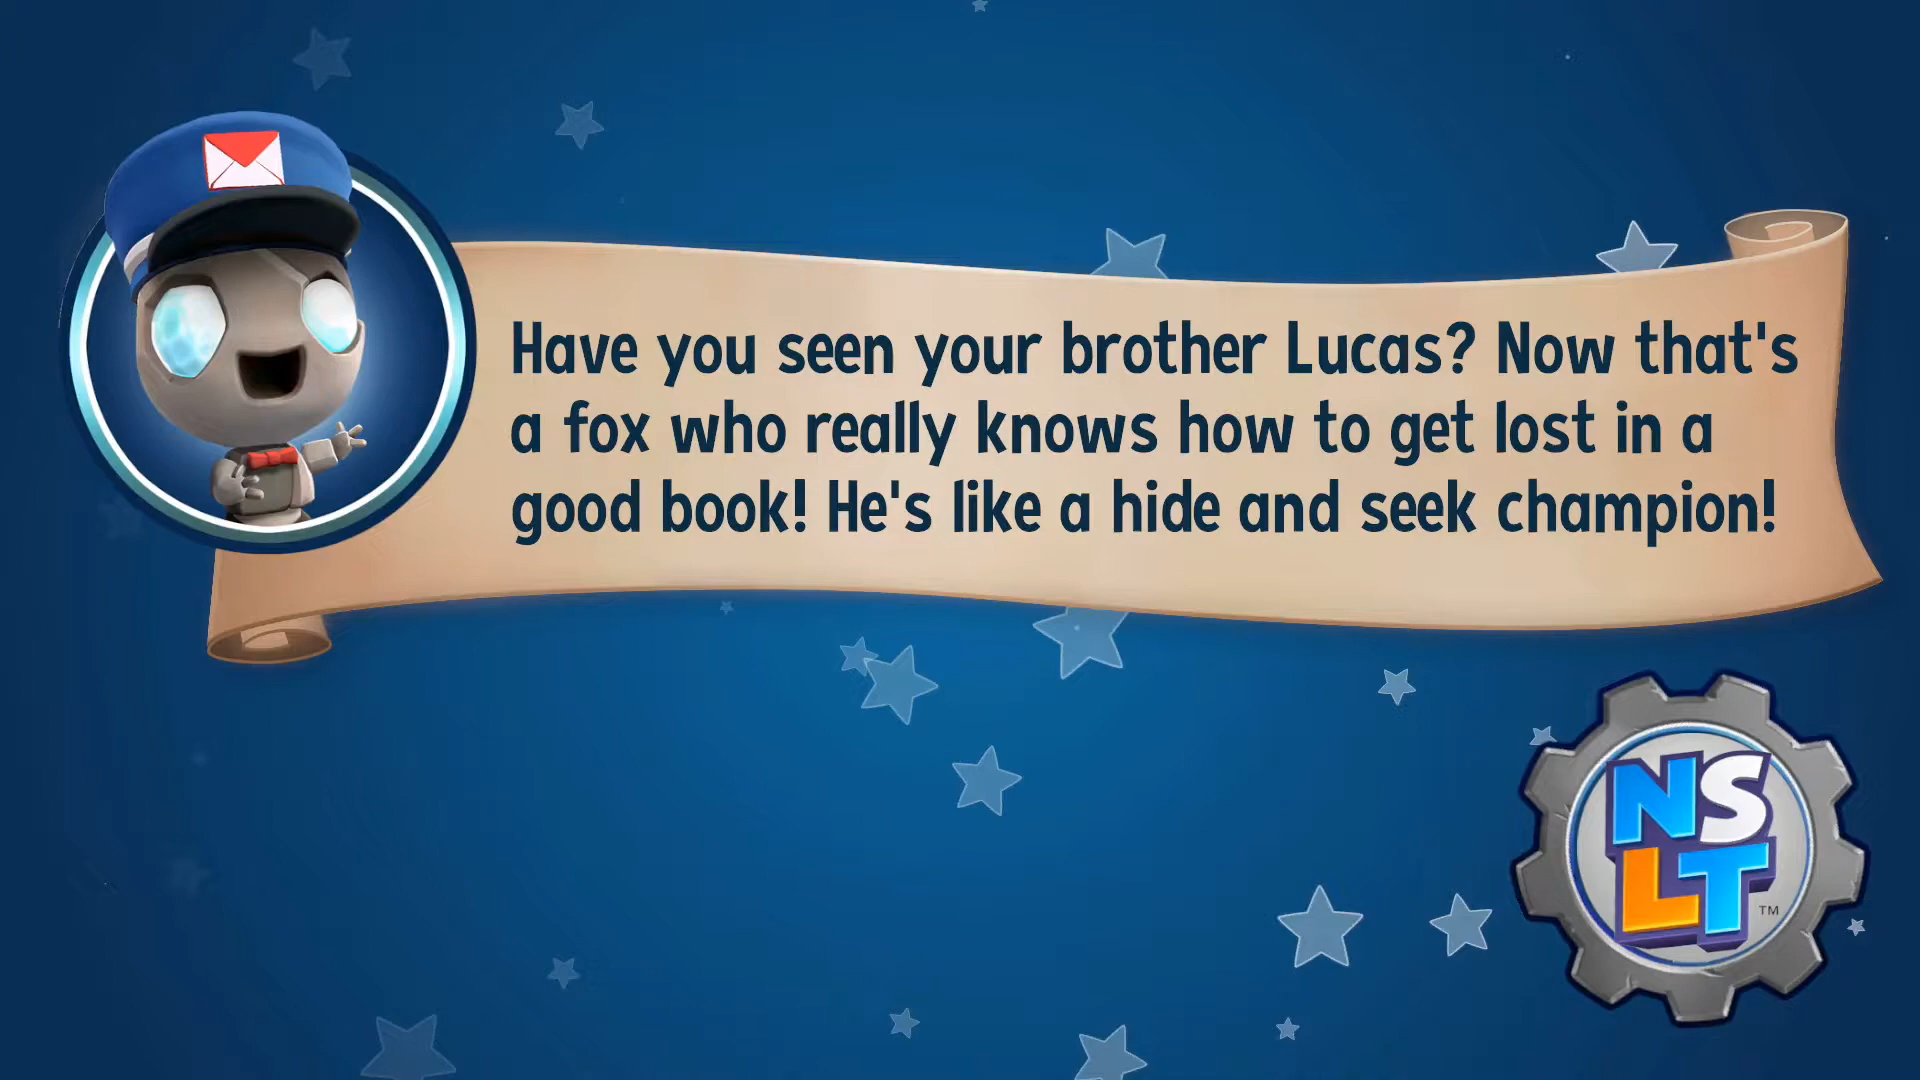 Have you seen your brother Lucas? Now that's
a fox who really knows how to get lost in a
good book! He's like a hide and seek champion!
NS
LT
TM